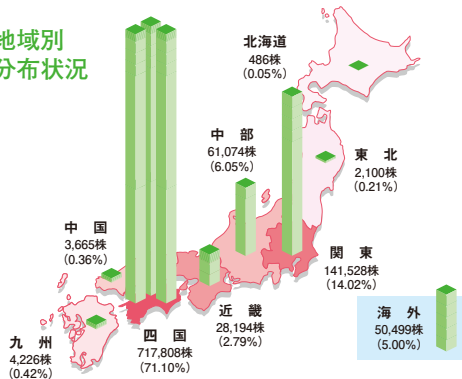 地域別
分布状況
北海道
486株
(0.05%)
中部
61,074株
(6.05%)
東北
2,100株
(0.21%)
中国
3,665株
(0.36%)
関東
141,528株
(14.02%)
近畿
28,194株
(2.79%)
四国
717,808株
(71.10%)
九州
4,226株
(0.42%)
海外
50,499株
(5.00%)